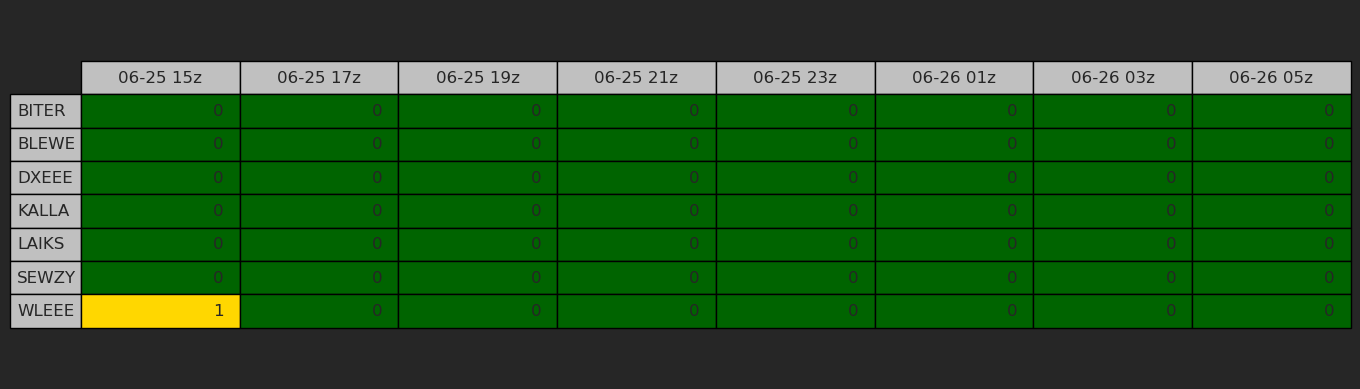 06-25 15z 06-25 17z 06-25 19z 06-25 21z 06-25 23z 06-26 01z 06-26 03z 06-26 05z
BITER 0 0 0 0 0 0 0 0
BLEWE 0 0 0 0 0 0 0 0
DXEEE 0 0 0 0 0 0 0 0
KALLA 0 0 0 0 0 0 0 0
LAIKS 0 0 0 0 0 0 0 0
SEWZY 0 0 0 0 0 0 0 0
WLEEE 1 0 0 0 0 0 0 0